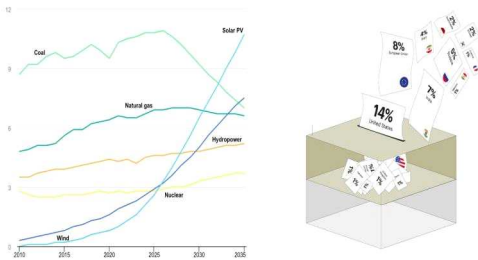 12
9
6
3
0
Solar PV
Coal
Natural gas
Hydropower
Nuclear
Wind
2010
2015
2020
2025
2030
2035
8%
European Union
4%
7%
14%
United States